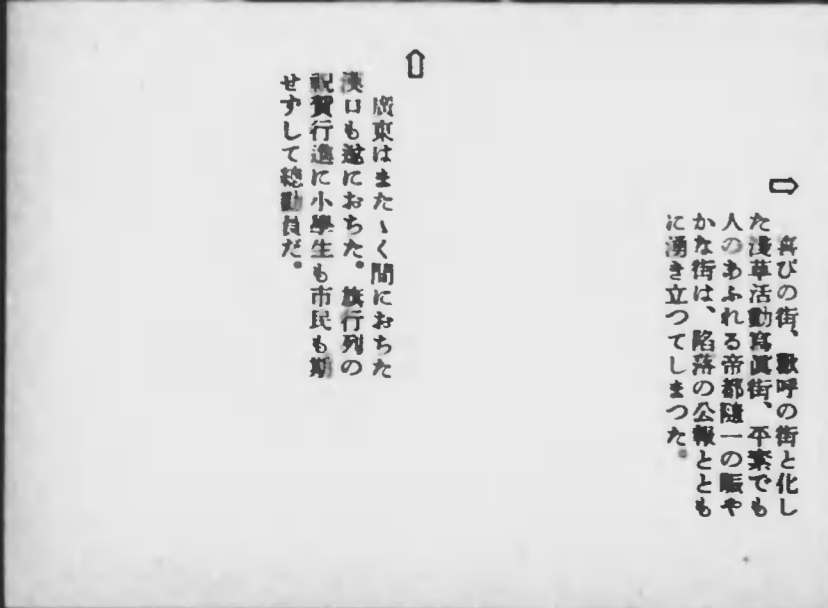 ⇨
喜びの街、歡呼の街と化し
た淺草活動寫眞街、平素でも
人のあふれる帝都隨一の賑や
かな街は、陷落の公報ととも
に湧き立つてしまつた。
⇧
廣東はまたゝく間におちた
漢口も遂におちた。旗行列の
祝賀行進に小學生も市民も期
せずして總動員だ。